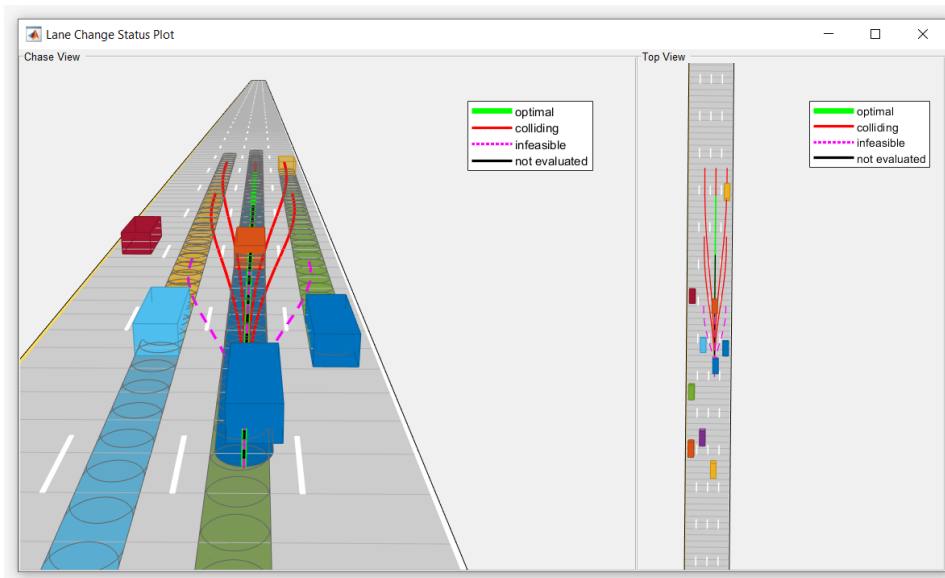 Lane Change Status Plot
Chase View
optimal
colliding
infeasible
not evaluated
Top View
optimal
colliding
infeasible
not evaluated